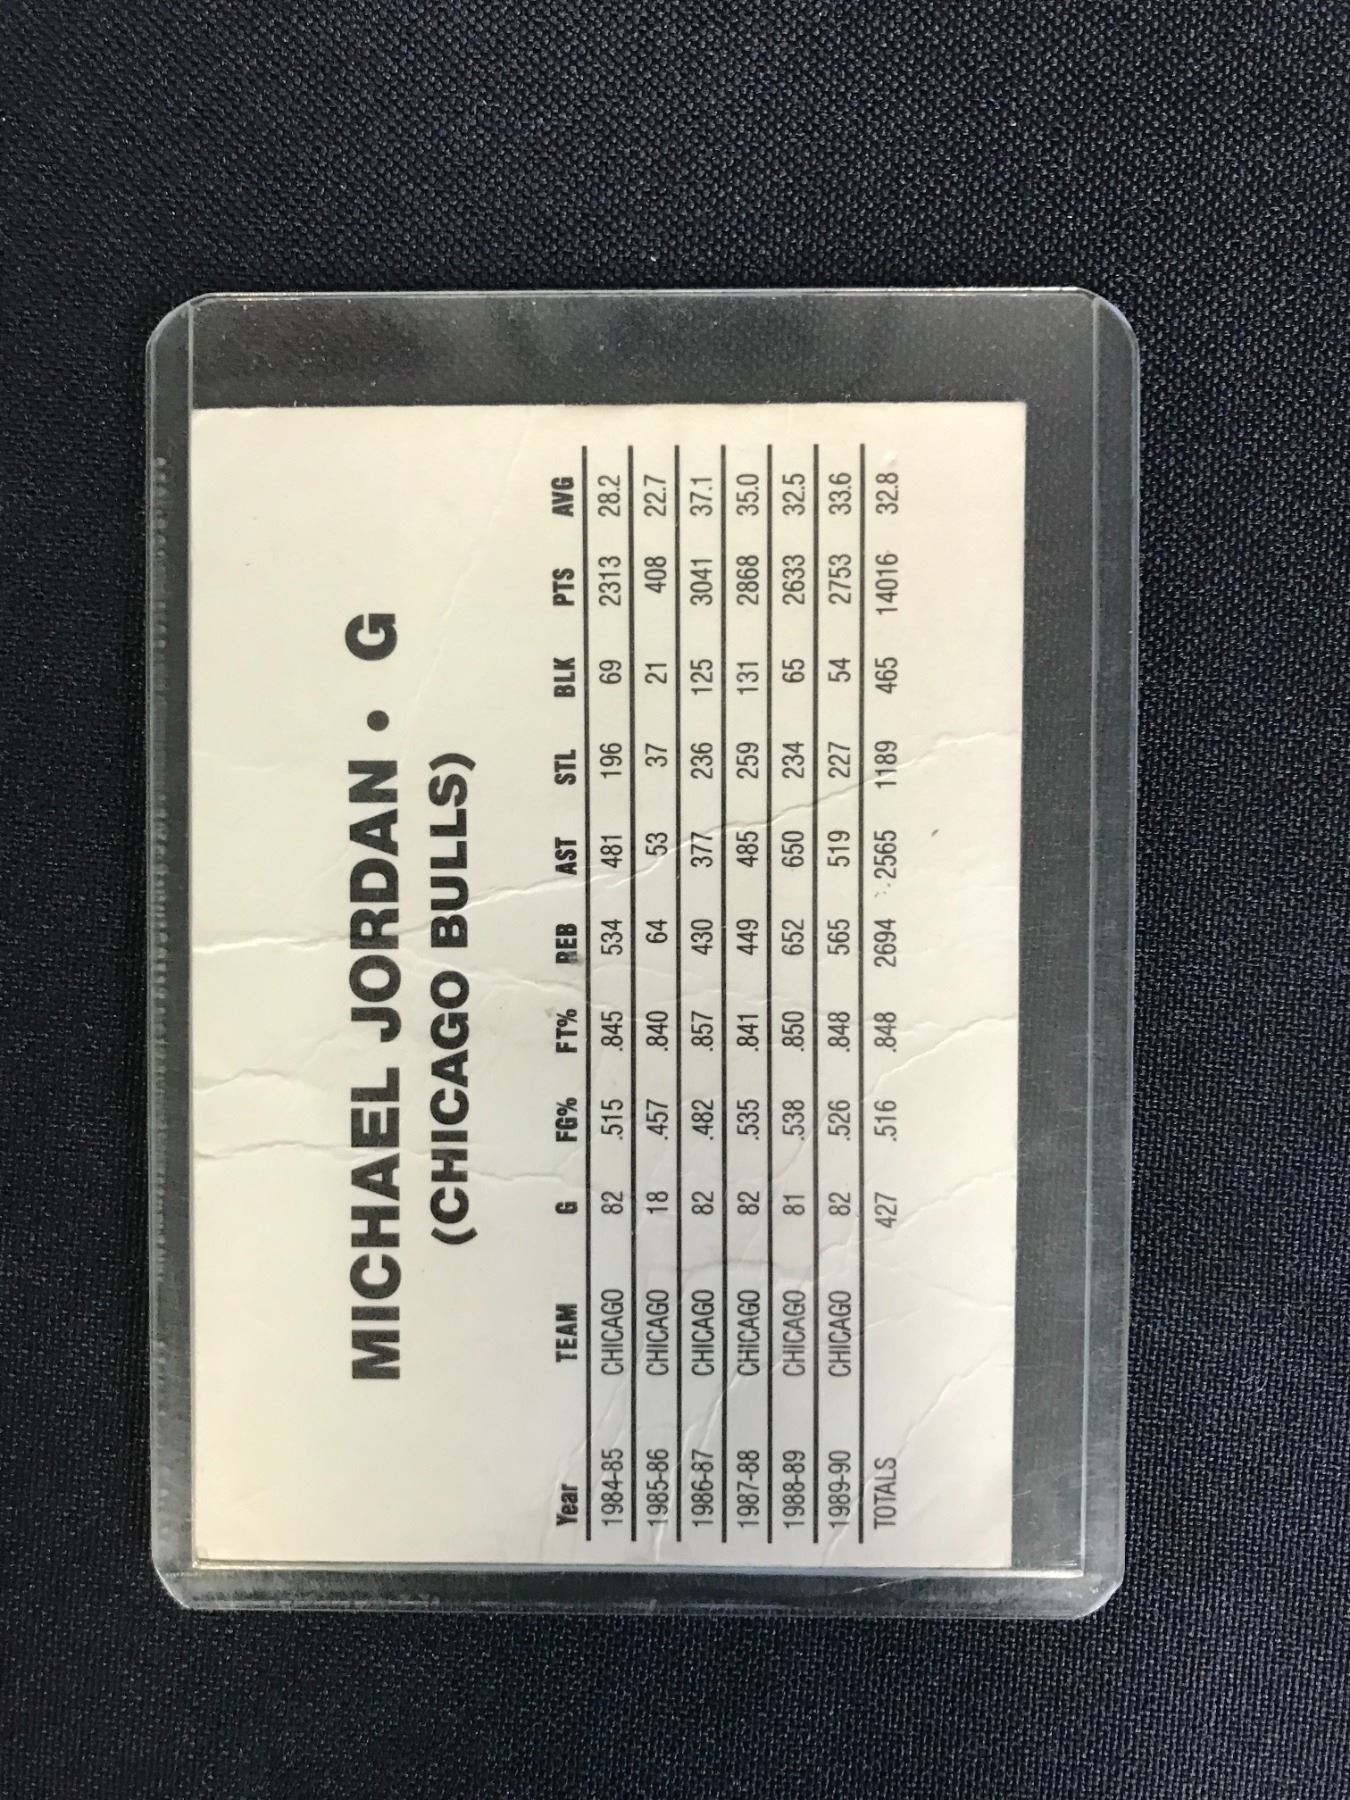 MICHAEL JORDAN • G
(CHICAGO BULLS)
Year TEAM G FG% FT% REB AST STL BLK PTS AVG
1984-85 CHICAGO 82 .515 .845 534 481 196 69 2313 28.2
1985-86 CHICAGO 18 .457 .840 64 53 37 21 408 22.7
1986-87 CHICAGO 82 .482 .857 430 377 236 125 3041 37.1
1987-88 CHICAGO 82 .535 .841 449 485 259 131 2868 35.0
1988-89 CHICAGO 81 .538 .850 652 650 234 65 2633 32.5
1989-90 CHICAGO 82 .526 .848 565 519 227 54 2753 33.6
TOTALS 427 .516 .848 2694 2565 1189 465 14016 32.8